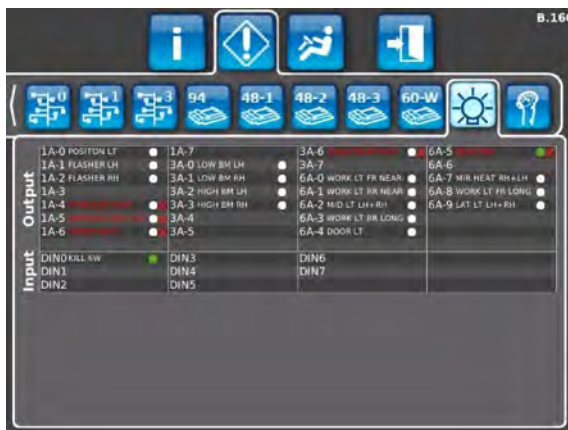 B.160
0
1
3
94
48-1
48-2
48-3
60-W
Output
1A-0 POSITON LT
1A-1 FLASHER LH
1A-2 FLASHER RH
1A-3
1A-4
1A-5
1A-6
1A-7
3A-0 LOW BM LH
3A-1 LOW BM RH
3A-2 HIGH BM LH
3A-3 HIGH BM RH
3A-4
3A-5
3A-6
3A-7
6A-0 WORK LT FR NEAR
6A-1 WORK LT RR NEAR
6A-2 MID LT LH+RH
6A-3 WORK LT RR LONG
6A-4 DOOR LT
6A-5
6A-6
6A-7 MIR HEAT RH+LH
6A-8 WORK LT FR LONG
6A-9 LAT LT LH+RH
Input
DIN0 KILL SW
DIN1
DIN2
DIN3
DIN4
DIN5
DIN6
DIN7